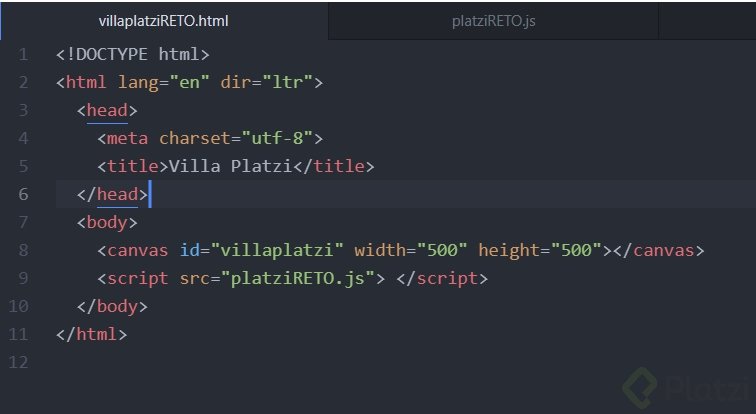 villaplatziRETO.html platziRETO.js
1 <!DOCTYPE html>
2 <html lang="en" dir="ltr">
3 <head>
4 <meta charset="utf-8">
5 <title>Villa Platzi</title>
6 </head>
7 <body>
8 <canvas id="villaplatzi" width="500" height="500"></canvas>
9 <script src="platziRETO.js"> </script>
10 </body>
11 </html>
12
Platzi